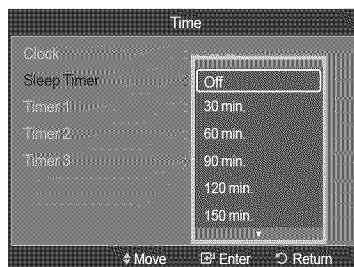 Time
Clock
Sleep Timer
Timer 1
Timer 2
Timer 3
Off
30 min.
60 min.
90 min.
120 min.
150 min.
Move Enter Return